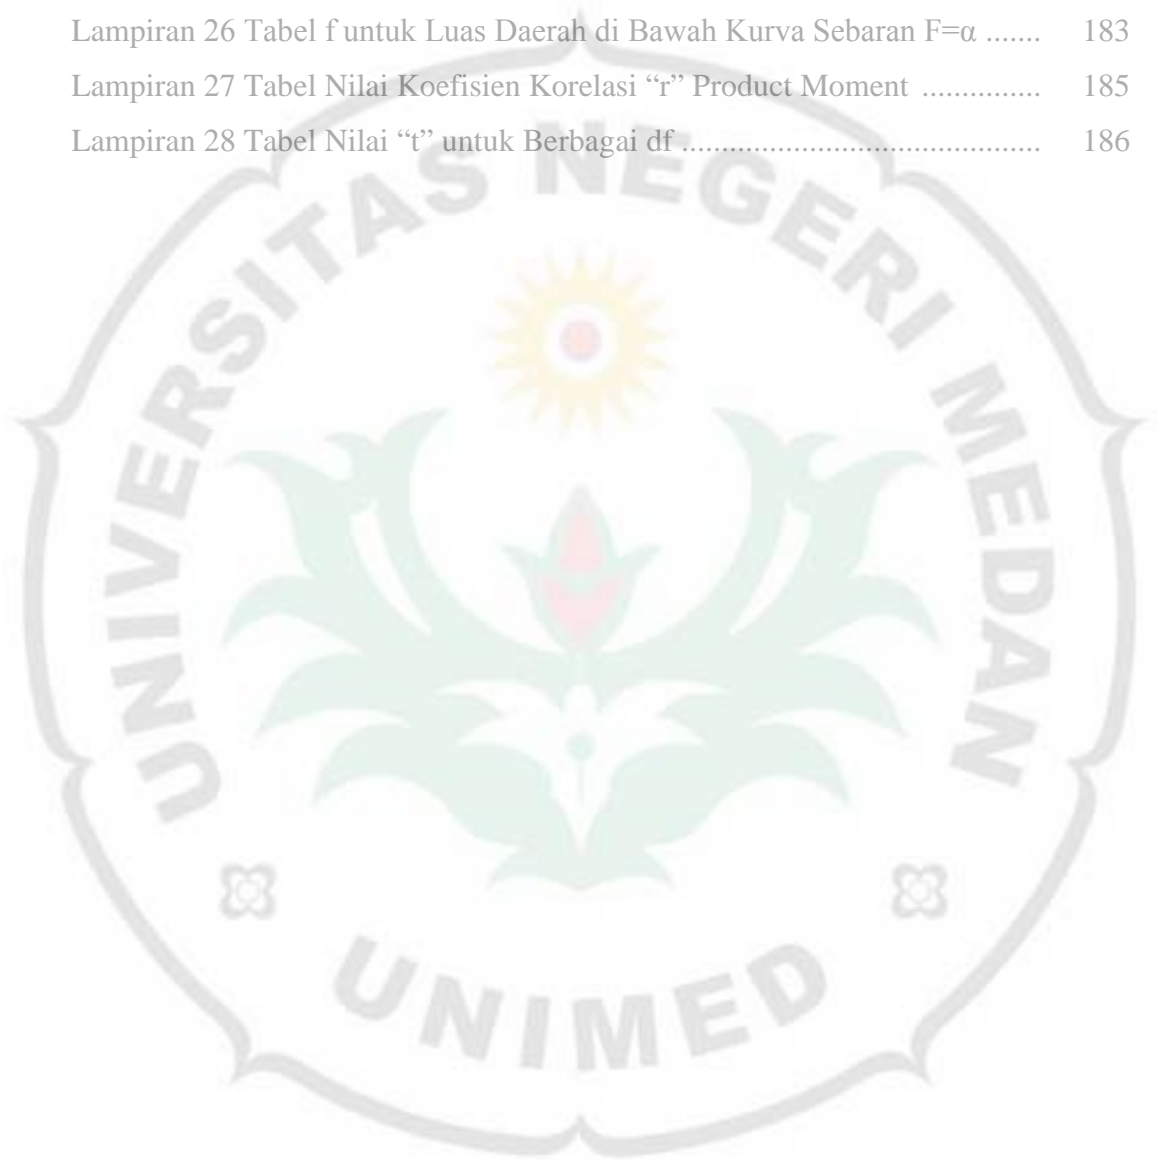 Lampiran 26 Tabel f untuk Luas Daerah di Bawah Kurva Sebaran F=α ....... 183
Lampiran 27 Tabel Nilai Koefisien Korelasi “r” Product Moment ............... 185
Lampiran 28 Tabel Nilai “t” untuk Berbagai df ............................................. 186
UNIVERSITAS NEGERI MEDAN
UNIMED